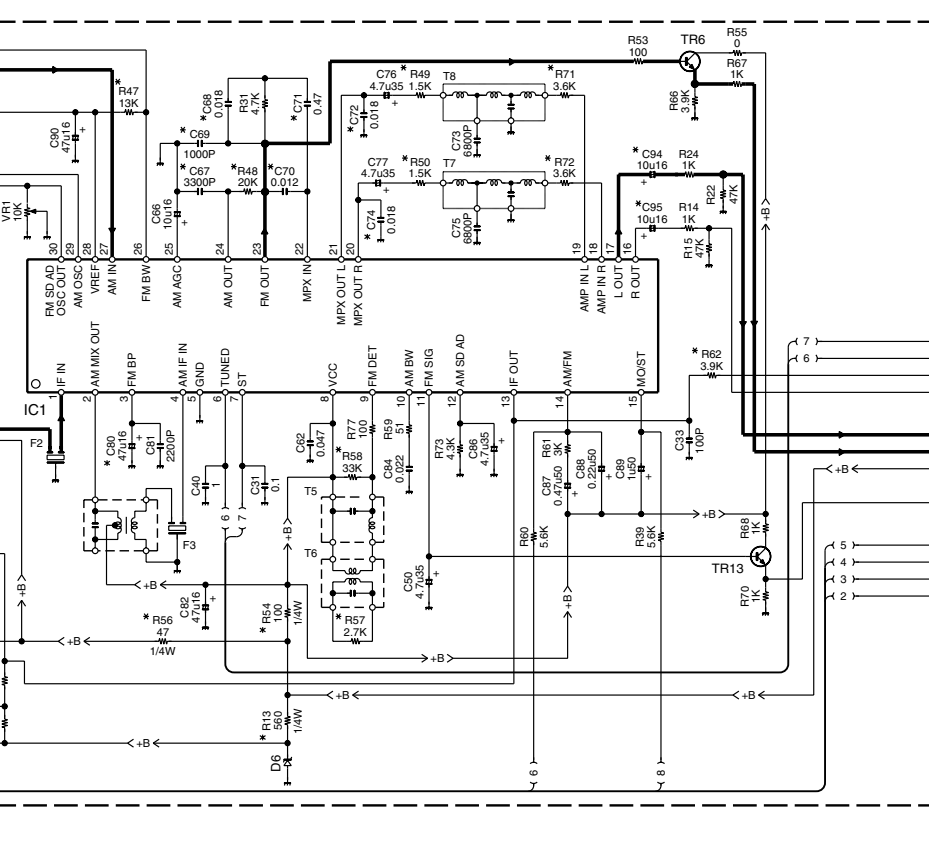 R53
100
TR6
R55
0
R67
1K
R66
3.9K
* R47
13K
C90
47u16
+
* C68
0.018
R31
4.7K
* C71
0.47
* C69
1000P
* C67
3300P
* R48
20K
* C70
0.012
C66
10u16
+
C76
4.7u35
+
* R49
1.5K
T8
* R71
3.6K
* C72
0.018
C73
6800P
C77
4.7u35
+
* R50
1.5K
T7
* R72
3.6K
* C74
0.018
C75
6800P
* C94
10u16
+
R24
1K
R22
47K
* C95
10u16
+
R14
1K
R15
47K
+B
VR1
10K
30
29
28
27
26
25
24
23
22
21
20
19
18
17
16
FM SD AD
OSC OUT
AM OSC
VREF
AM IN
FM BW
AM AGC
AM OUT
FM OUT
MPX IN
MPX OUT L
MPX OUT R
AMP IN L
AMP IN R
L OUT
R OUT
IF IN
AM MIX OUT
FM BP
AM IF IN
GND
TUNED
ST
VCC
FM DET
AM BW
FM SIG
AM SD AD
IF OUT
AM/FM
MO/ST
1
2
3
4
5
6
7
8
9
10
11
12
13
14
15
IC1
7
6
* R62
3.9K
C33
100P
F2
* C80
47u16
+
C81
2200P
C40
1
C31
0.1
C62
0.047
R77
100
* R58
33K
R59
51
C84
0.022
R73
4.3K
C86
4.7u35
+
R61
3K
C87
0.47u50
+
C88
0.22u50
+
C89
1u50
+
+B
6
7
F3
T5
T6
+B
+B
R60
5.6K
R39
5.6K
+B
R68
1K
TR13
R70
1K
5
4
3
2
+B
+B
C82
47u16
+
* R54
100
1/4W
* R57
2.7K
C50
4.7u35
+
+B
* R56
47
1/4W
+B
+B
+B
+B
* R13
560
1/4W
+B
D6
6
8